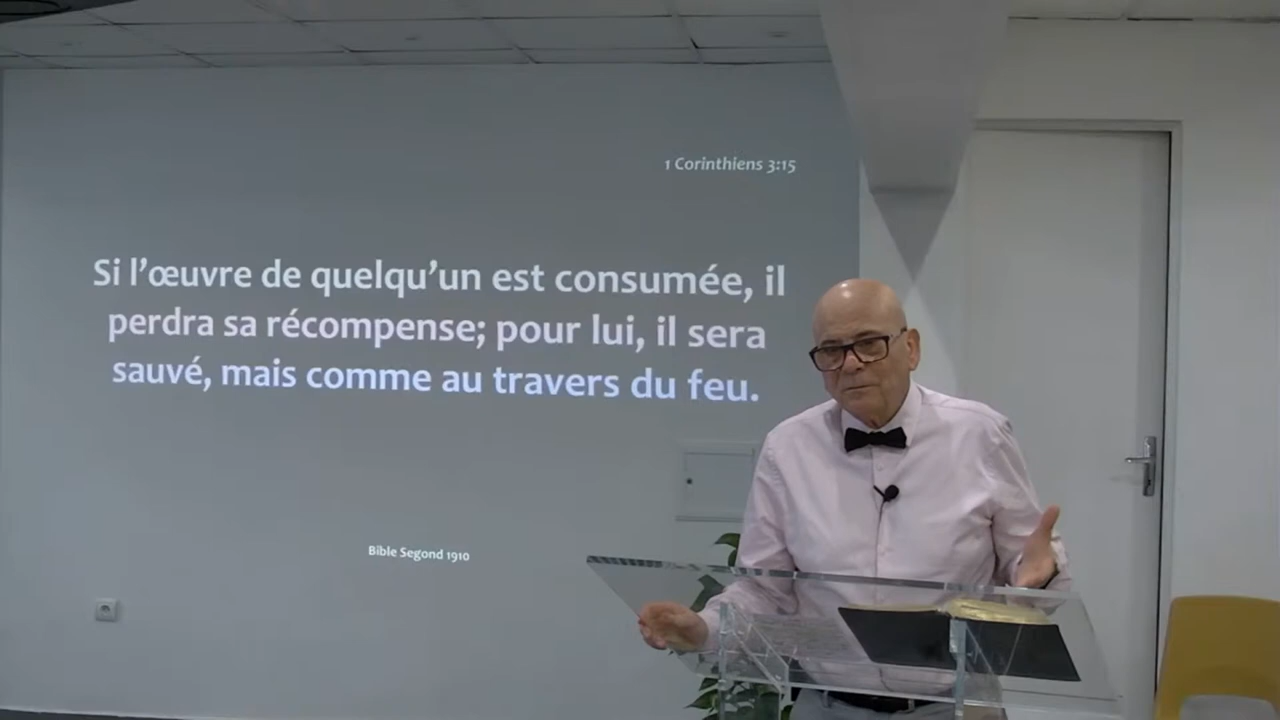 1 Corinthiens 3:15
Si l’œuvre de quelqu’un est consumée, il
perdra sa récompense; pour lui, il sera
sauvé, mais comme au travers du feu.
Bible Segond 1910